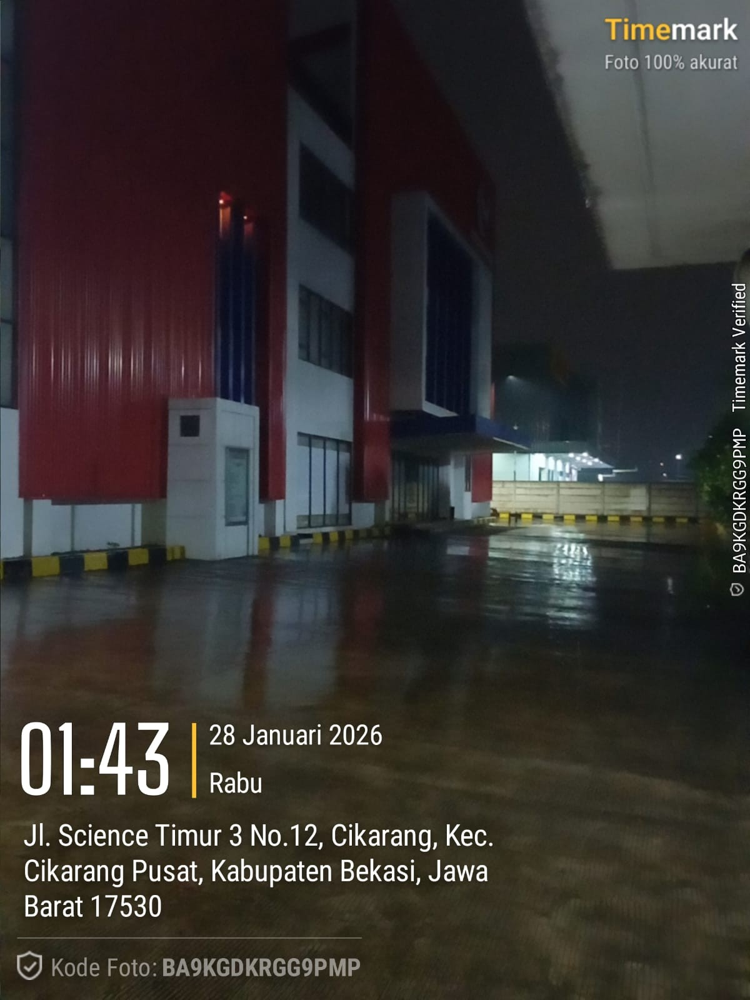 Timemark
Foto 100% akurat
BA9KGDKRGG9PMP Timemark Verified
01:43
28 Januari 2026
Rabu
Jl. Science Timur 3 No.12, Cikarang, Kec.
Cikarang Pusat, Kabupaten Bekasi, Jawa
Barat 17530
Kode Foto: BA9KGDKRGG9PMP